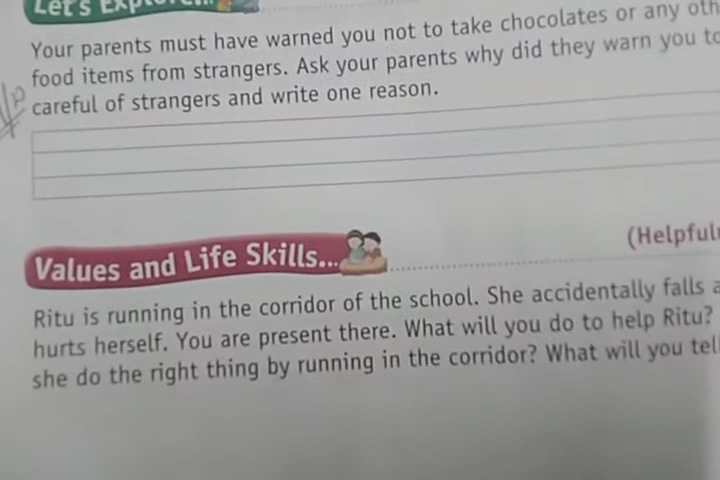 Let's Explore...
Your parents must have warned you not to take chocolates or any oth
food items from strangers. Ask your parents why did they warn you to
careful of strangers and write one reason.
(Helpful
Values and Life Skills...
Ritu is running in the corridor of the school. She accidentally falls a
hurts herself. You are present there. What will you do to help Ritu?
she do the right thing by running in the corridor? What will you tell